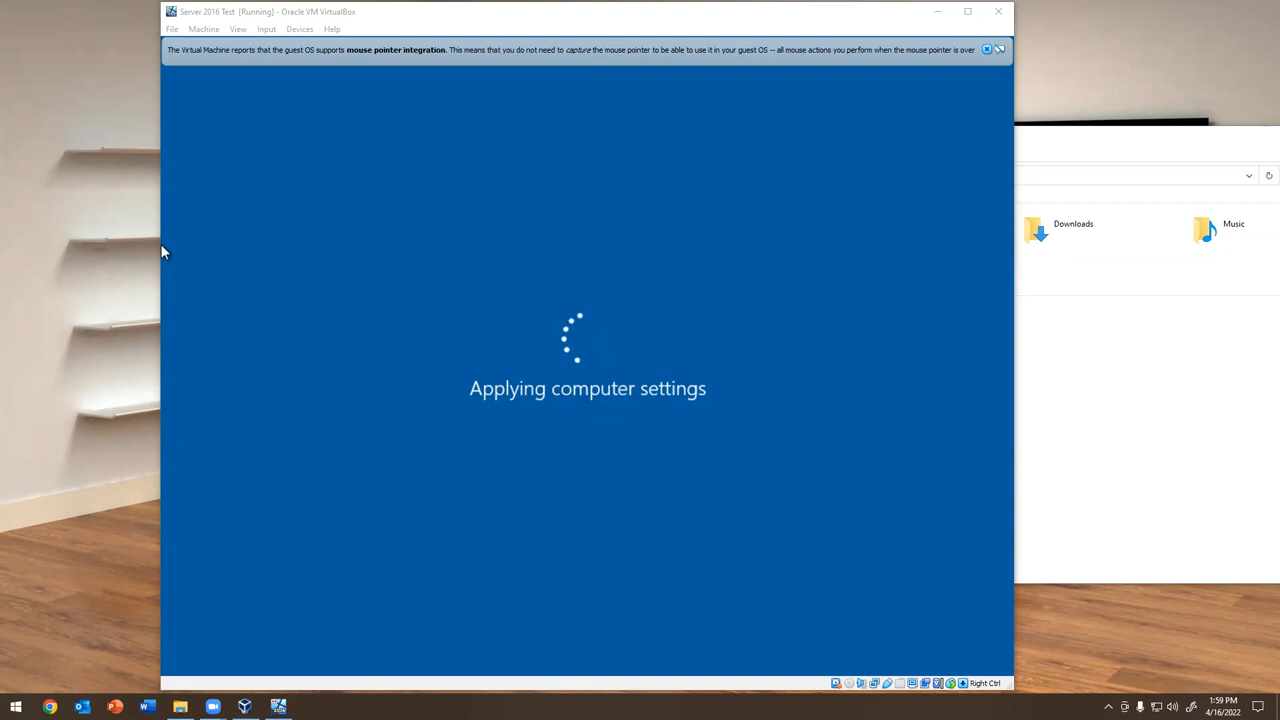 Server 2016 Test [Running] - Oracle VM VirtualBox
File Machine View Input Devices Help
The Virtual Machine reports that the guest OS supports mouse pointer integration. This means that you do not need to capture the mouse pointer to be able to use it in your guest OS -- all mouse actions you perform when the mouse pointer is over
Downloads
Music
Applying computer settings
Right Ctrl
1:59 PM
4/16/2022